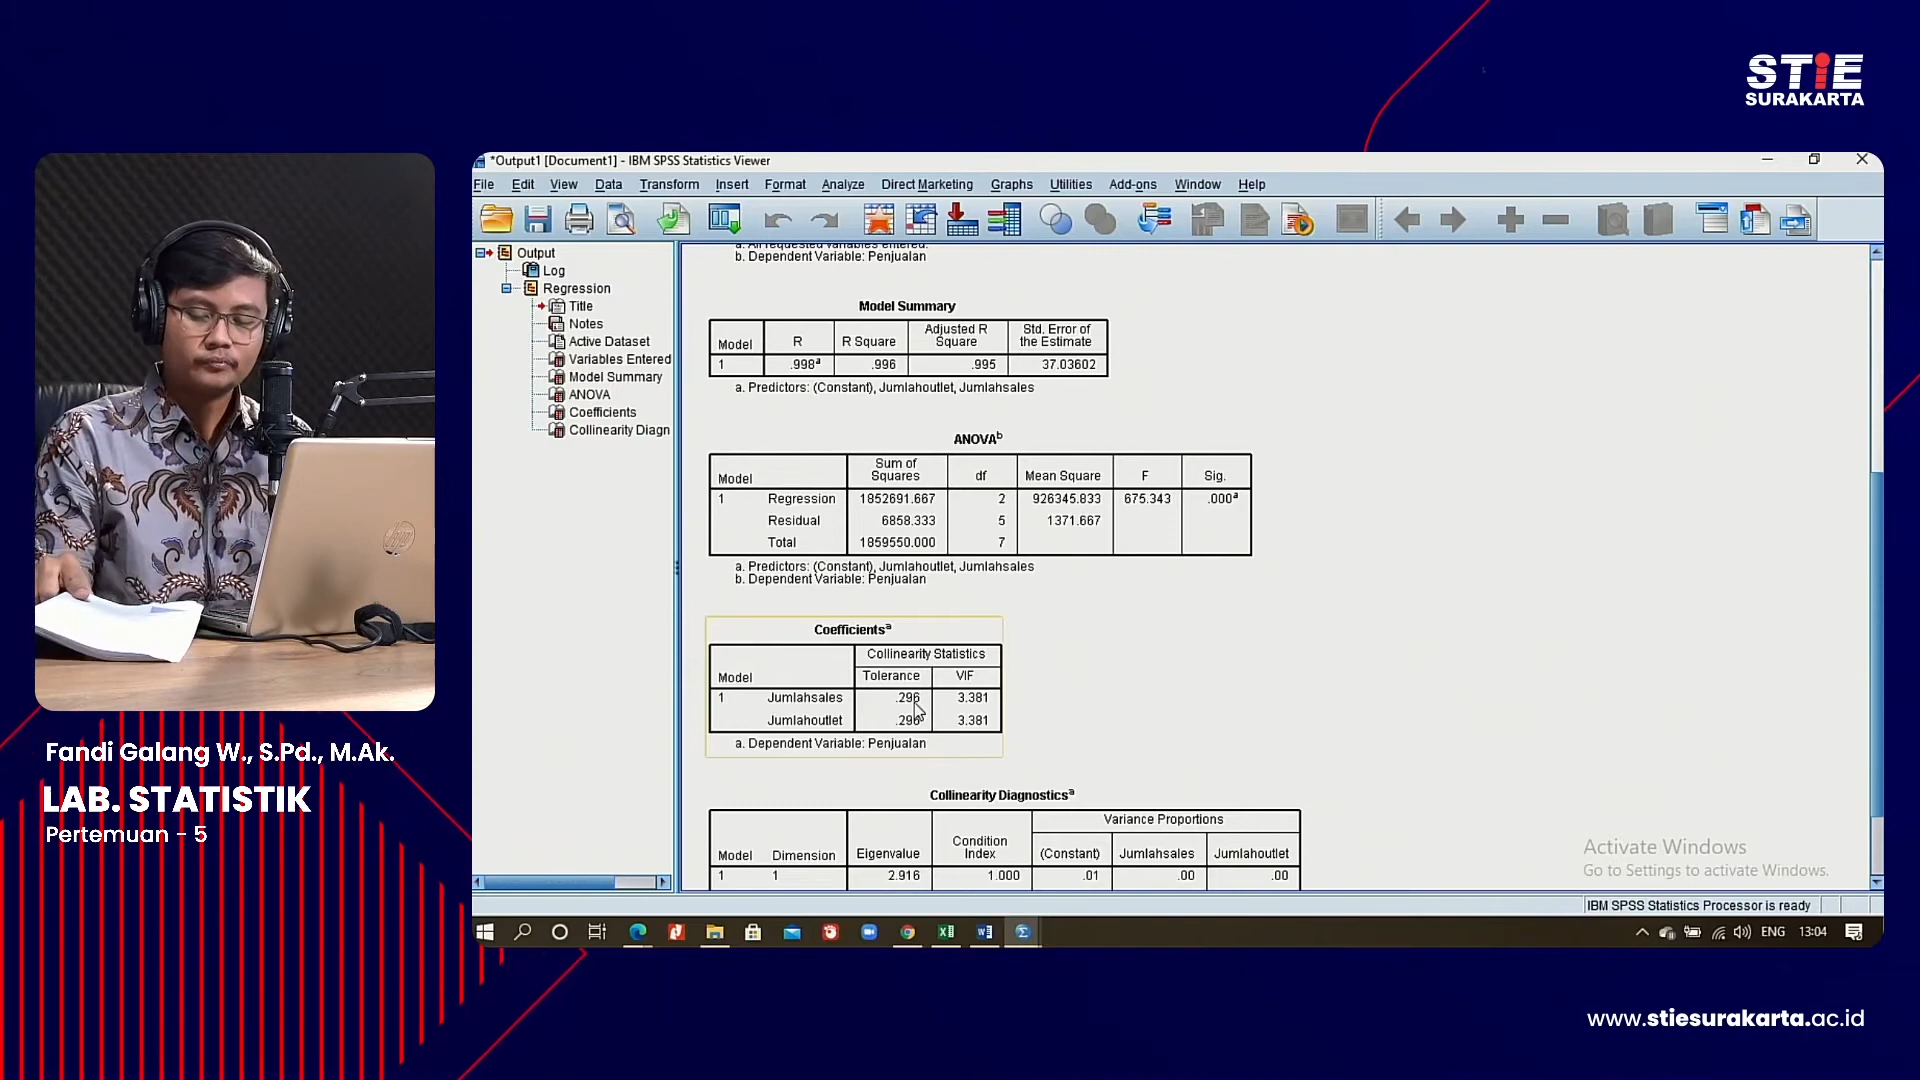 STiE
SURAKARTA
*Output1 [Document1] - IBM SPSS Statistics Viewer
File Edit View Data Transform Insert Format Analyze Direct Marketing Graphs Utilities Add-ons Window Help
Output
Log
Regression
Title
Notes
Active Dataset
Variables Entered
Model Summary
ANOVA
Coefficients
Collinearity Diagn
a. All requested variables entered.
b. Dependent Variable: Penjualan
Model Summary
Model R R Square Adjusted R Square Std. Error of the Estimate
1 .998a .996 .995 37.03602
a. Predictors: (Constant), Jumlahoutlet, Jumlahsales
ANOVAb
Model Sum of Squares df Mean Square F Sig.
1 Regression 1852691.667 2 926345.833 675.343 .000a
Residual 6858.333 5 1371.667
Total 1859550.000 7
a. Predictors: (Constant), Jumlahoutlet, Jumlahsales
b. Dependent Variable: Penjualan
Coefficientsa
Collinearity Statistics
Model Tolerance VIF
1 Jumlahsales .296 3.381
Jumlahoutlet .296 3.381
a. Dependent Variable: Penjualan
Collinearity Diagnosticsa
Variance Proportions
Model Dimension Eigenvalue Condition Index (Constant) Jumlahsales Jumlahoutlet
1 1 2.916 1.000 .01 .00 .00
Activate Windows
Go to Settings to activate Windows.
IBM SPSS Statistics Processor is ready
ENG 13:04
hp
Fandi Galang W., S.Pd., M.Ak.
LAB. STATISTIK
Pertemuan - 5
www.stiesurakarta.ac.id